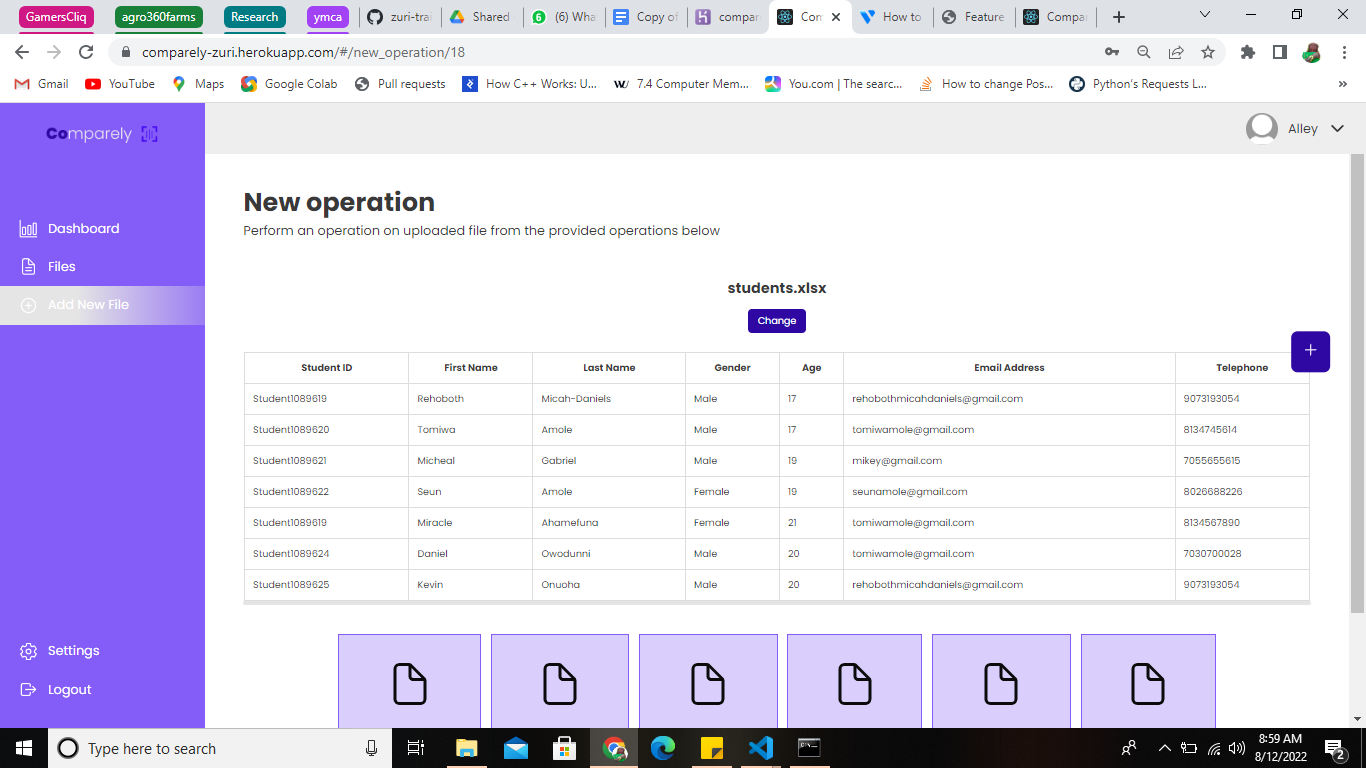 GamersCliq agro360farms Research ymca zuri-trai Shared (6) Wha Copy of compar Com How to Feature Compa
comparely-zuri.herokuapp.com/#/new_operation/18
Gmail YouTube Maps Google Colab Pull requests How C++ Works: U... 7.4 Computer Mem... You.com | The searc... How to change Pos... Python's Requests L... »
Comparely
Alley
New operation
Perform an operation on uploaded file from the provided operations below
Dashboard
Files
Add New File
students.xlsx
Change
+
Student ID First Name Last Name Gender Age Email Address Telephone
Student1089619 Rehoboth Micah-Daniels Male 17 rehobothmicahdaniels@gmail.com 9073193054
Student1089620 Tomiwa Amole Male 17 tomiwamole@gmail.com 8134745614
Student1089621 Micheal Gabriel Male 19 mikey@gmail.com 7055655615
Student1089622 Seun Amole Female 19 seunamole@gmail.com 8026688226
Student1089619 Miracle Ahamefuna Female 21 tomiwamole@gmail.com 8134567890
Student1089624 Daniel Owodunni Male 20 tomiwamole@gmail.com 7030700028
Student1089625 Kevin Onuoha Male 20 rehobothmicahdaniels@gmail.com 9073193054
Settings
Logout
Type here to search
8:59 AM
8/12/2022
2